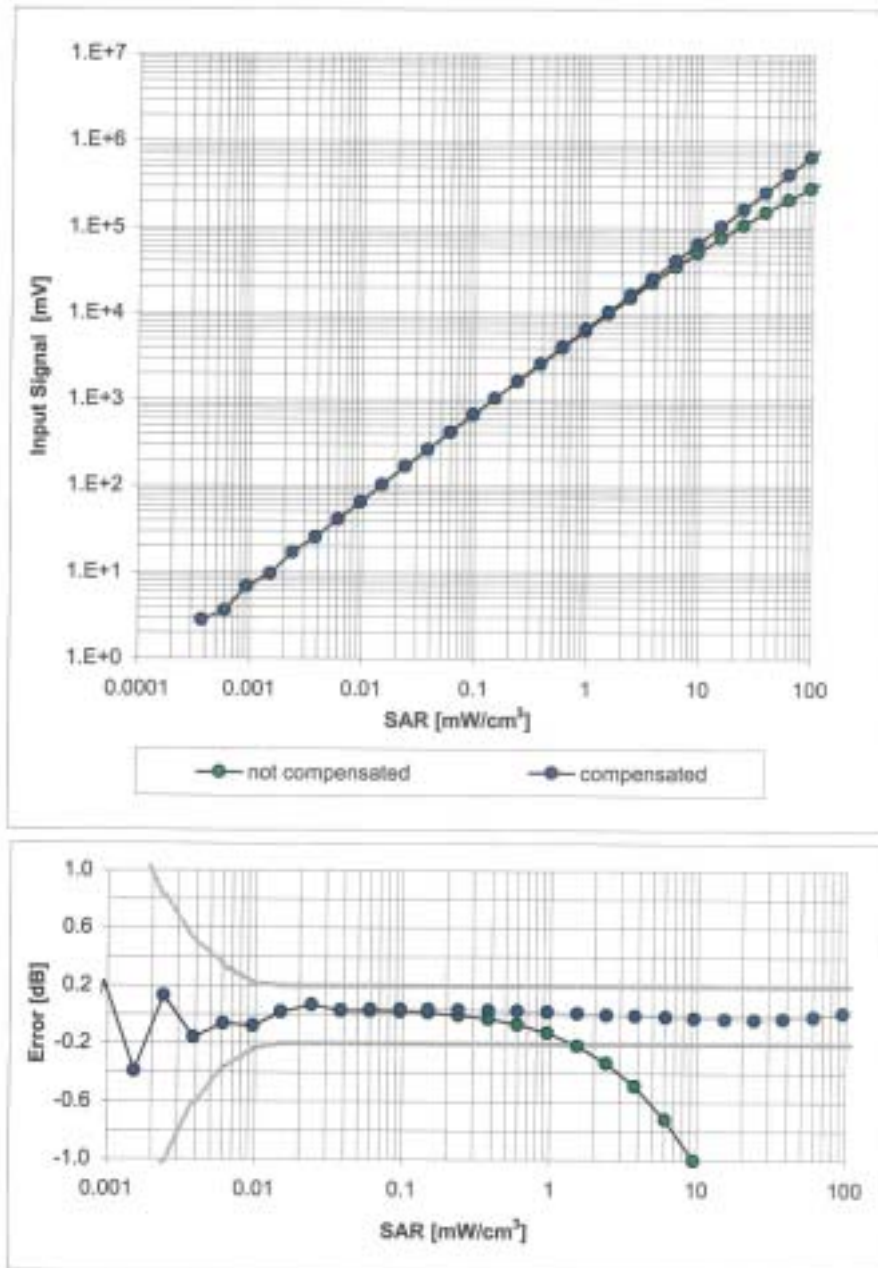 1.E+7
1.E+6
1.E+5
1.E+4
1.E+3
1.E+2
1.E+1
1.E+0
Input Signal [mV]
0.0001 0.001 0.01 0.1 1 10 100
SAR [mW/cm³]
not compensated compensated
1.0
0.6
0.2
-0.2
-0.6
-1.0
Error [dB]
0.001 0.01 0.1 1 10 100
SAR [mW/cm³]